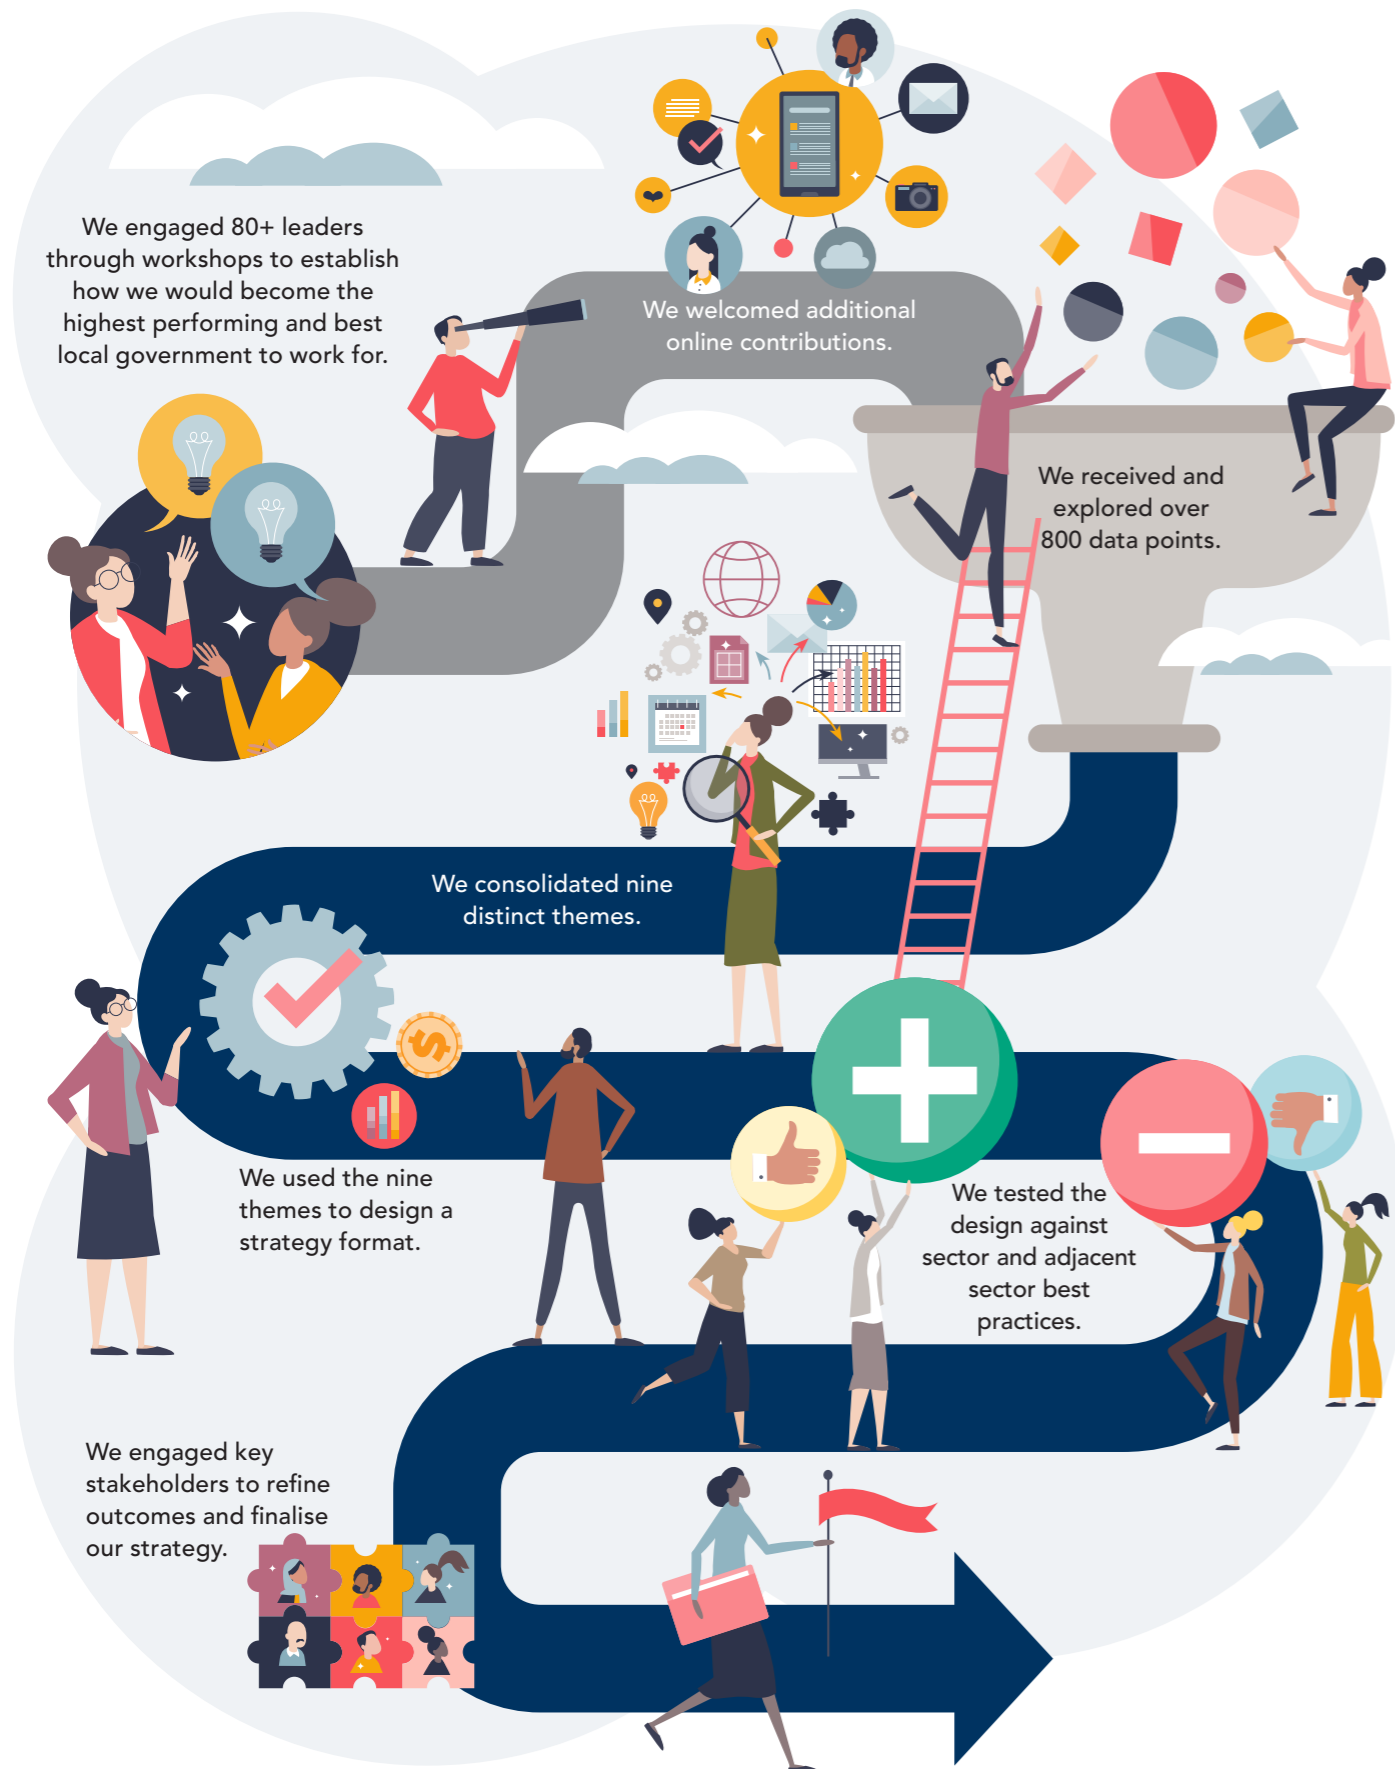 We engaged 80+ leaders
through workshops to establish
how we would become the
highest performing and best
local government to work for.
We welcomed additional
online contributions.
We received and
explored over
800 data points.
We consolidated nine
distinct themes.
We used the nine
themes to design a
strategy format.
We tested the
design against
sector and adjacent
sector best
practices.
We engaged key
stakeholders to refine
outcomes and finalise
our strategy.